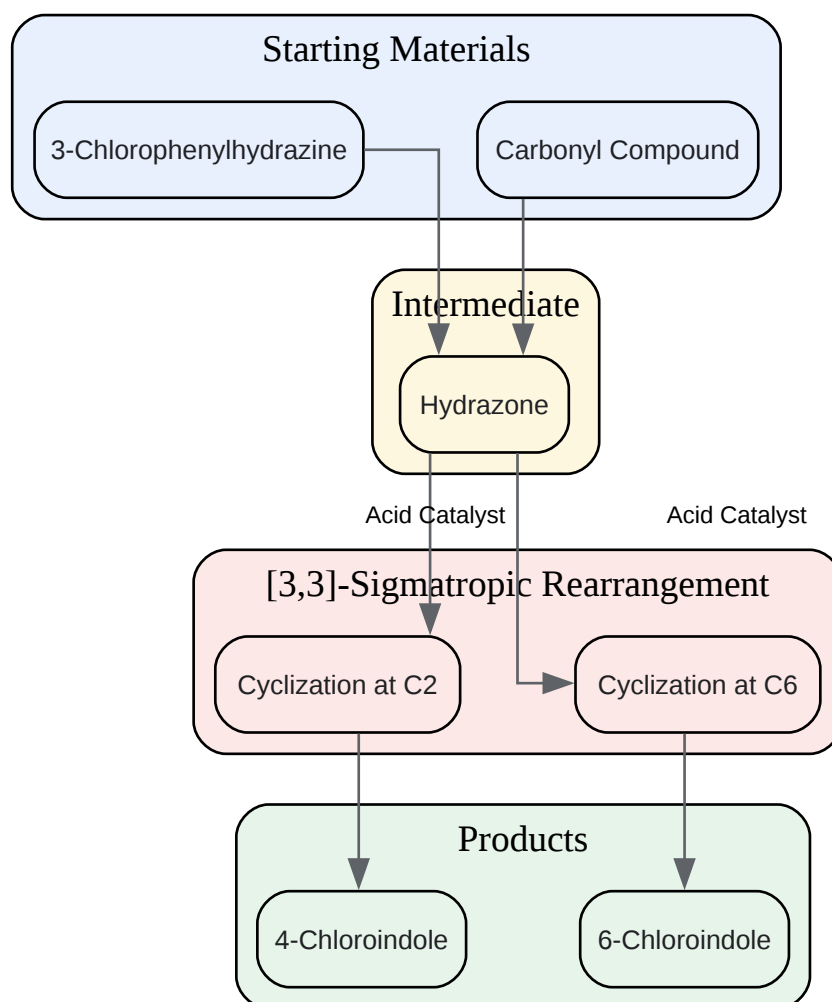 Starting Materials
3-Chlorophenylhydrazine
Carbonyl Compound
Intermediate
Hydrazone
Acid Catalyst
Acid Catalyst
[3,3]-Sigmatropic Rearrangement
Cyclization at C2
Cyclization at C6
Products
4-Chloroindole
6-Chloroindole